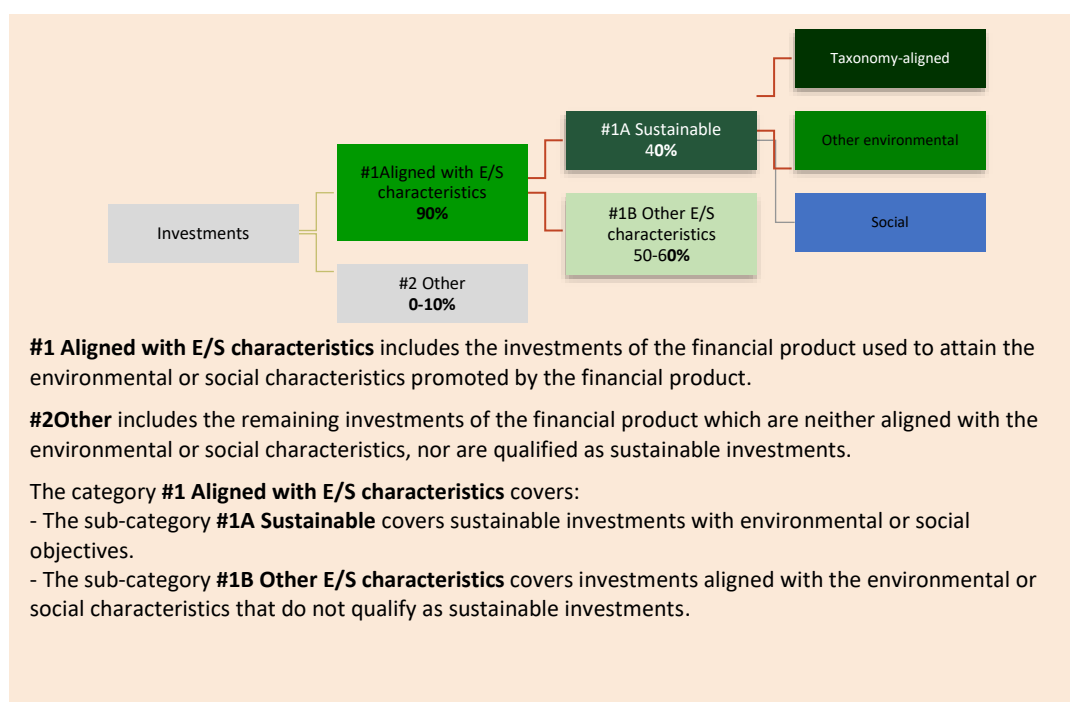 Taxonomy-aligned
#1A Sustainable
40%
Other environmental
#1Aligned with E/S
characteristics
90%
#1B Other E/S
characteristics
50-60%
Social
Investments
#2 Other
0-10%
#1 Aligned with E/S characteristics includes the investments of the financial product used to attain the
environmental or social characteristics promoted by the financial product.
#2Other includes the remaining investments of the financial product which are neither aligned with the
environmental or social characteristics, nor are qualified as sustainable investments.
The category #1 Aligned with E/S characteristics covers:
- The sub-category #1A Sustainable covers sustainable investments with environmental or social
objectives.
- The sub-category #1B Other E/S characteristics covers investments aligned with the environmental or
social characteristics that do not qualify as sustainable investments.